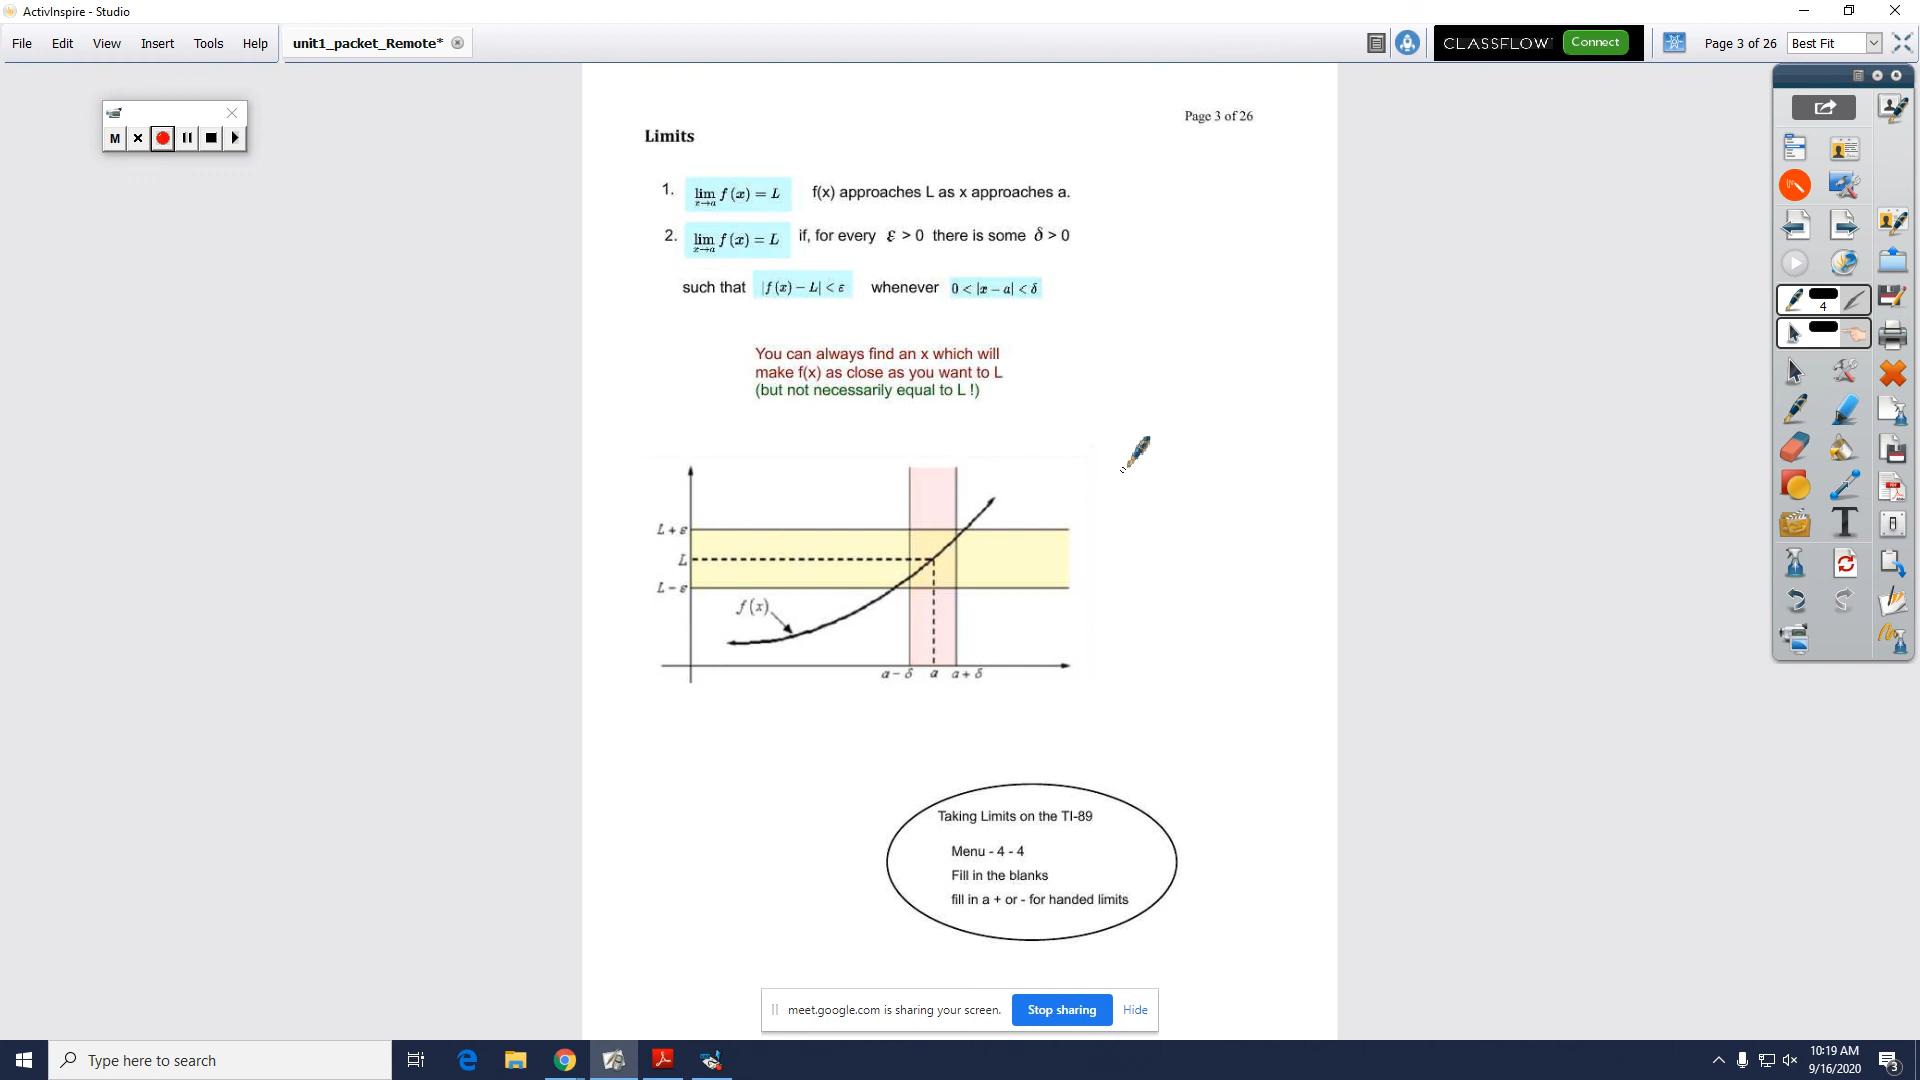 ActivInspire - Studio
File Edit View Insert Tools Help unit1_packet_Remote* CLASSFLOW Connect Page 3 of 26 Best Fit
M
Page 3 of 26
Limits
1. lim x→a f(x) = L f(x) approaches L as x approaches a.
2. lim x→a f(x) = L if, for every ε > 0 there is some δ > 0
such that |f(x) − L| < ε whenever 0 < |x − a| < δ
You can always find an x which will
make f(x) as close as you want to L
(but not necessarily equal to L !)
L + ε
L
L − ε
f(x)
a − δ a a + δ
Taking Limits on the TI-89
Menu - 4 - 4
Fill in the blanks
fill in a + or - for handed limits
4
T
PDF
meet.google.com is sharing your screen. Stop sharing Hide
Type here to search
10:19 AM
9/16/2020
3